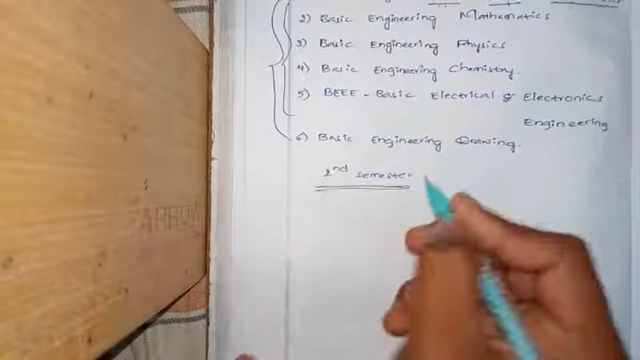 2) Basic Engineering Mathematics
3) Basic Engineering Physics
4) Basic Engineering Chemistry.
5) BEEE - Basic Electrical & Electronics
Engineering
6) Basic Engineering Drawing.
2nd semester
ARROW